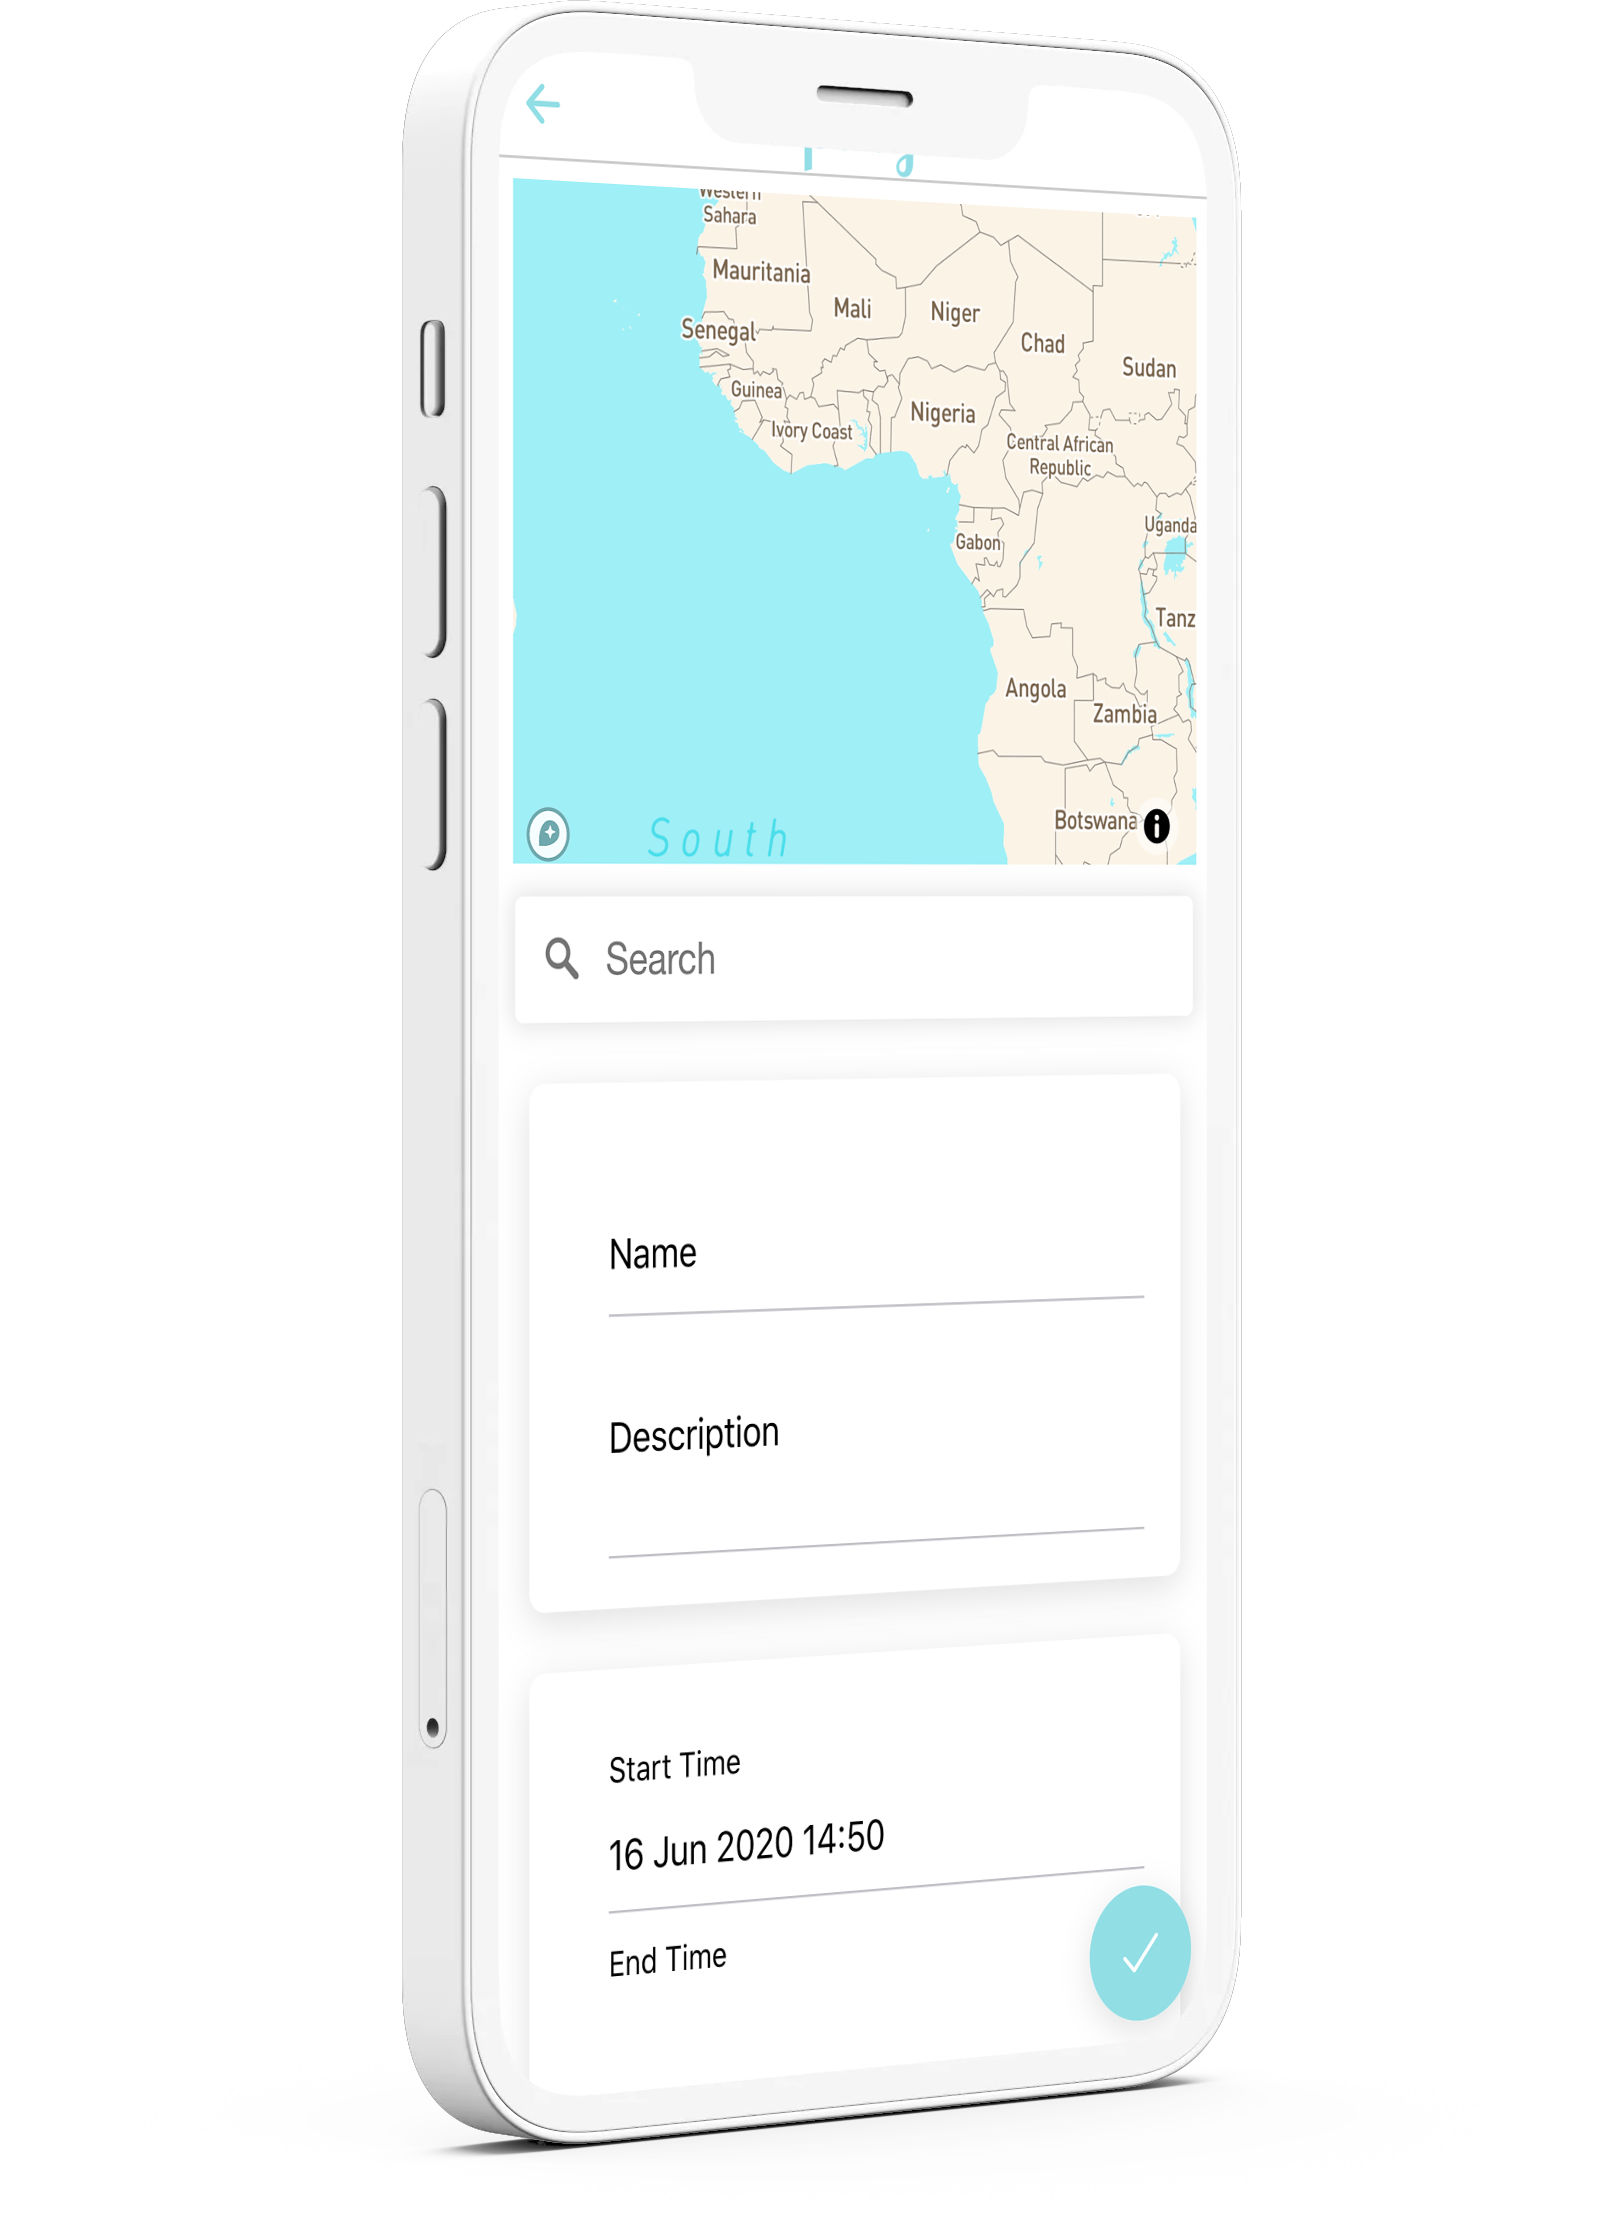 Western
Sahara
Mauritania
Mali
Niger
Senegal
Chad
Sudan
Guinea
Nigeria
Ivory Coast
Central African
Republic
Uganda
Gabon
Tanz
Angola
Zambia
Botswana
South
Search
Name
Description
Start Time
16 Jun 2020 14:50
End Time